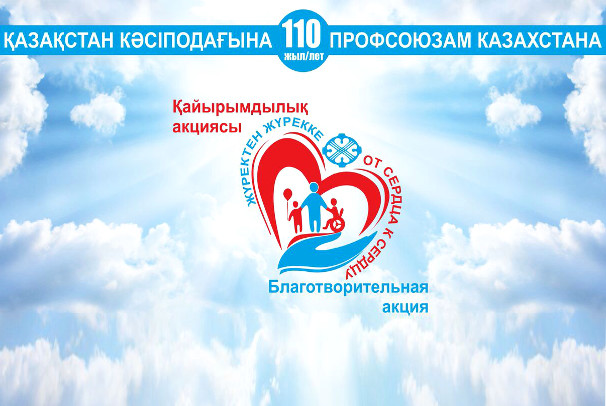 ҚАЗАҚСТАН КӘСІПОДАҒЫНА 110 ПРОФСОЮЗАМ КАЗАХСТАНА
жыл/лет
Қайырымдылық
акциясы
ЖҮРЕКТЕН ЖҮРЕККЕ
ОТ СЕРДЦА К СЕРДЦУ
Благотворительная
акция